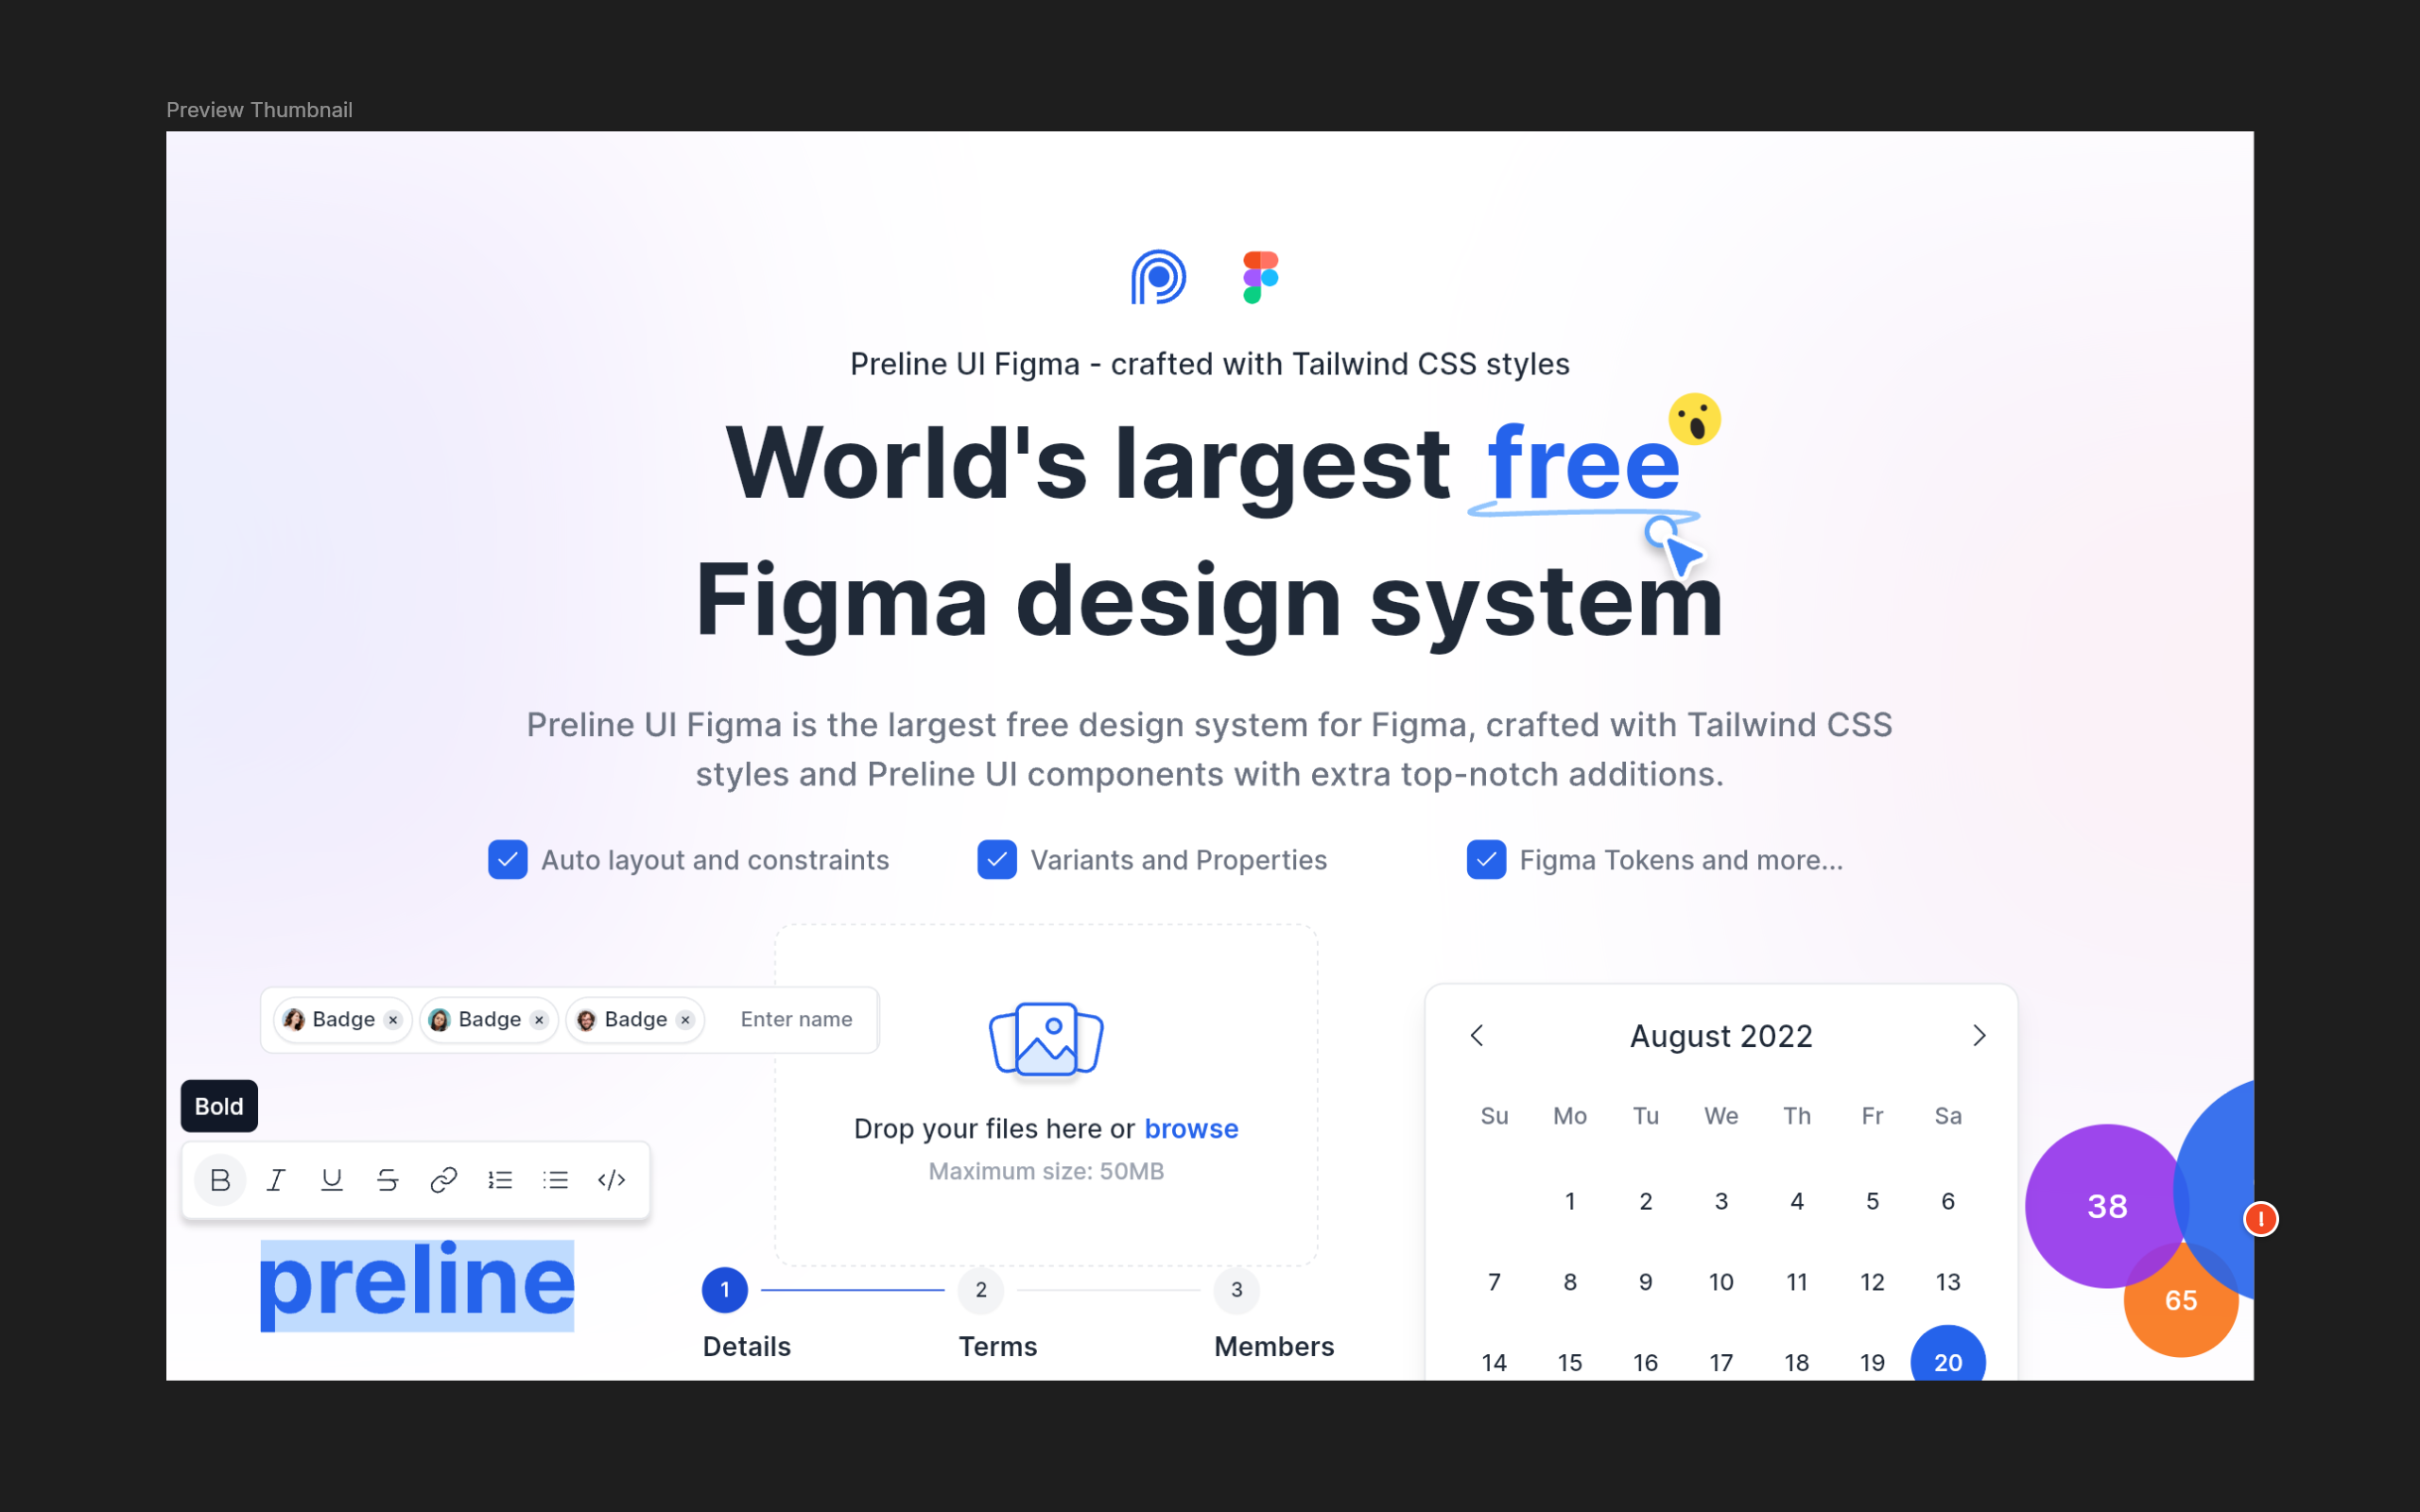 Preview Thumbnail
Preline UI Figma - crafted with Tailwind CSS styles
World's largest free
Figma design system
Preline UI Figma is the largest free design system for Figma, crafted with Tailwind CSS
styles and Preline UI components with extra top-notch additions.
Auto layout and constraints
Variants and Properties
Figma Tokens and more...
Badge
Badge
Badge
Enter name
Bold
B I U S </>
preline
Drop your files here or browse
Maximum size: 50MB
1
2
3
Details
Terms
Members
August 2022
Su Mo Tu We Th Fr Sa
1 2 3 4 5 6
7 8 9 10 11 12 13
14 15 16 17 18 19 20
38
65
!